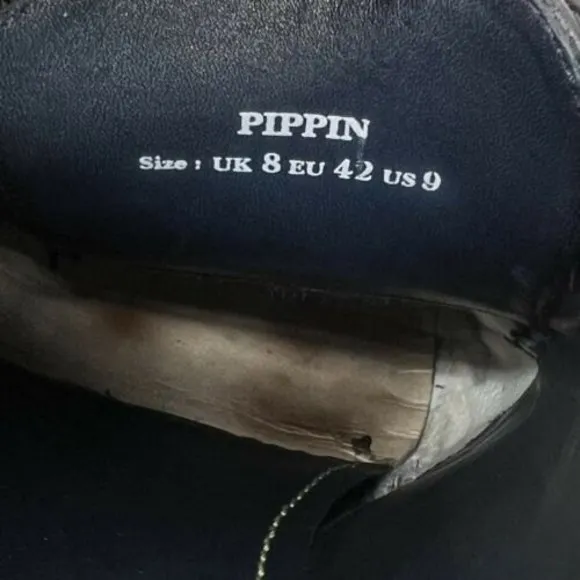 PIPPIN
Size : UK 8 EU 42 US 9